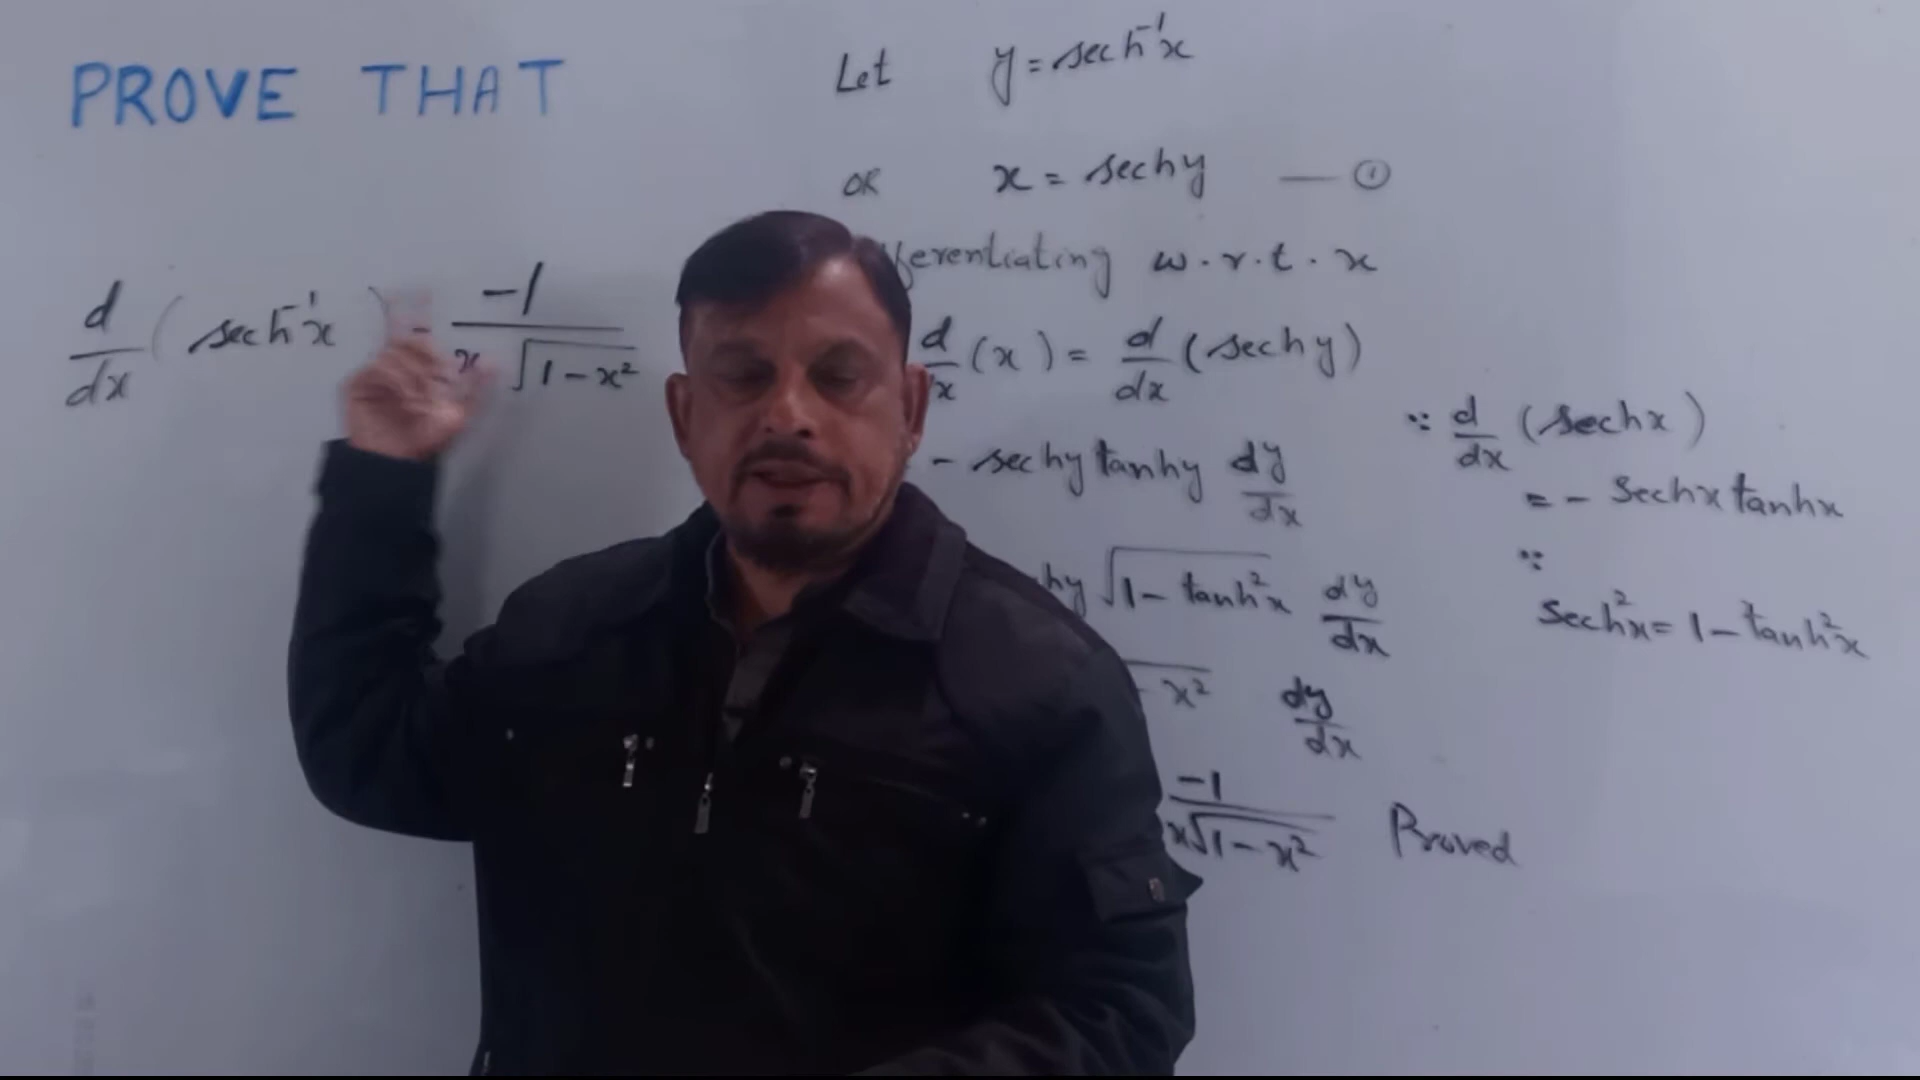 PROVE THAT
d/dx (sech⁻¹x) = -1/x√1-x²
Let y = sech⁻¹x
OR x = sechy — ①
ferentiating w.r.t. x
d/x (x) = d/dx (sechy)
- sechy tanhy dy/dx
hy √1-tanh²x dy/dx
- x² dy/dx
-1/x√1-x² Proved
∵ d/dx (sechx)
= - sechx tanhx
∵
sech²x = 1 - tanh²x